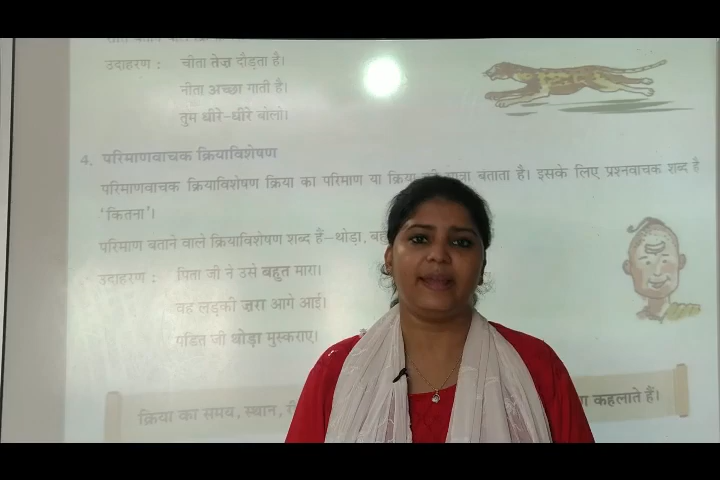 उदाहरण : चीता तेज़ दौड़ता है।
नीता अच्छा गाती है।
तुम धीरे-धीरे बोलो।
4. परिमाणवाचक क्रियाविशेषण
परिमाणवाचक क्रियाविशेषण क्रिया का परिमाण या क्रिया की मात्रा बताता है। इसके लिए प्रश्नवाचक शब्द है
'कितना'।
परिमाण बताने वाले क्रियाविशेषण शब्द हैं–थोड़ा,
उदाहरण : पिता जी ने उसे बहुत मारा।
वह लड़की ज़रा आगे आई।
पंडित जी थोड़ा मुस्कराए।
क्रिया का समय, स्थान, कहलाते हैं।